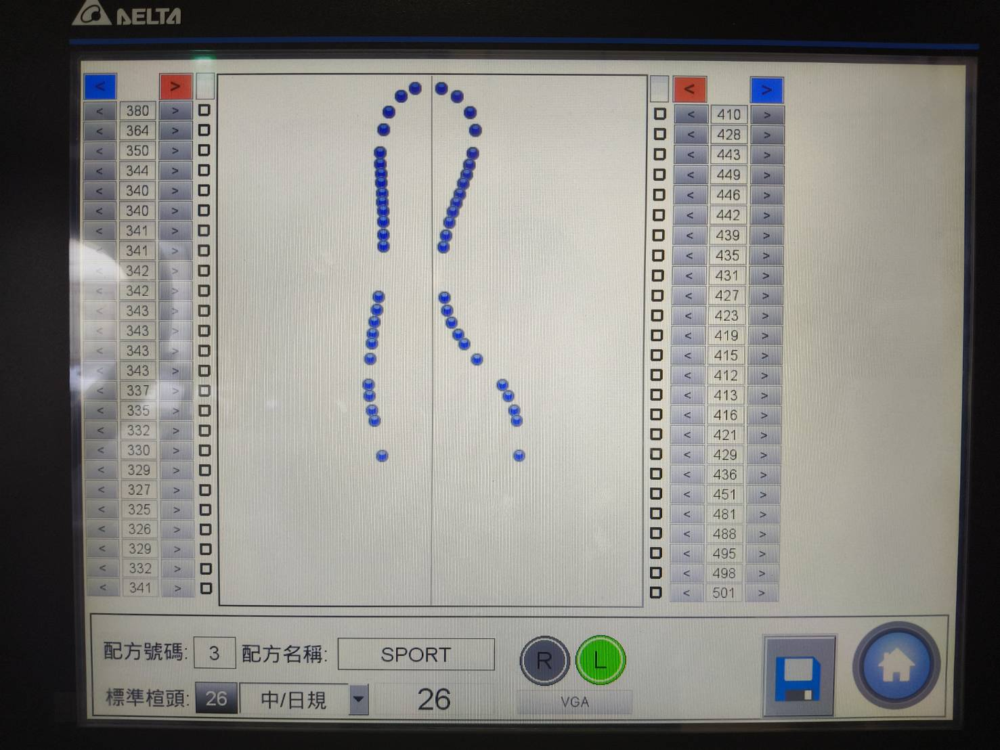 DELTA
< > < >
< 380 > < 410 >
< 364 > < 428 >
< 350 > < 443 >
< 344 > < 449 >
< 340 > < 446 >
< 340 > < 442 >
< 341 > < 439 >
< 341 > < 435 >
< 342 > < 431 >
< 342 > < 427 >
< 343 > < 423 >
< 343 > < 419 >
< 343 > < 415 >
< 343 > < 412 >
< 337 > < 413 >
< 335 > < 416 >
< 332 > < 421 >
< 330 > < 429 >
< 329 > < 436 >
< 327 > < 451 >
< 325 > < 481 >
< 326 > < 488 >
< 329 > < 495 >
< 332 > < 498 >
< 341 > < 501 >
配方號碼: 3 配方名稱: SPORT R L
標準楦頭: 26 中/日規 26 VGA